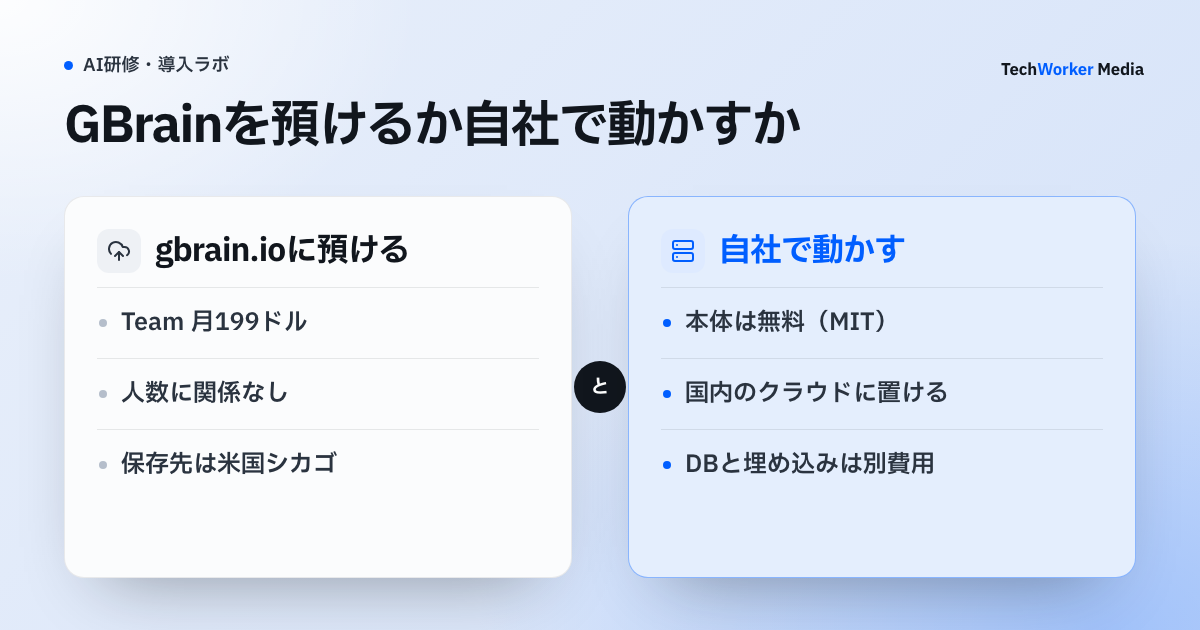 AI研修・導入ラボ
TechWorker Media
GBrainを預けるか自社で動かすか
gbrain.ioに預ける
Team 月199ドル
人数に関係なし
保存先は米国シカゴ
と
自社で動かす
本体は無料（MIT）
国内のクラウドに置ける
DBと埋め込みは別費用